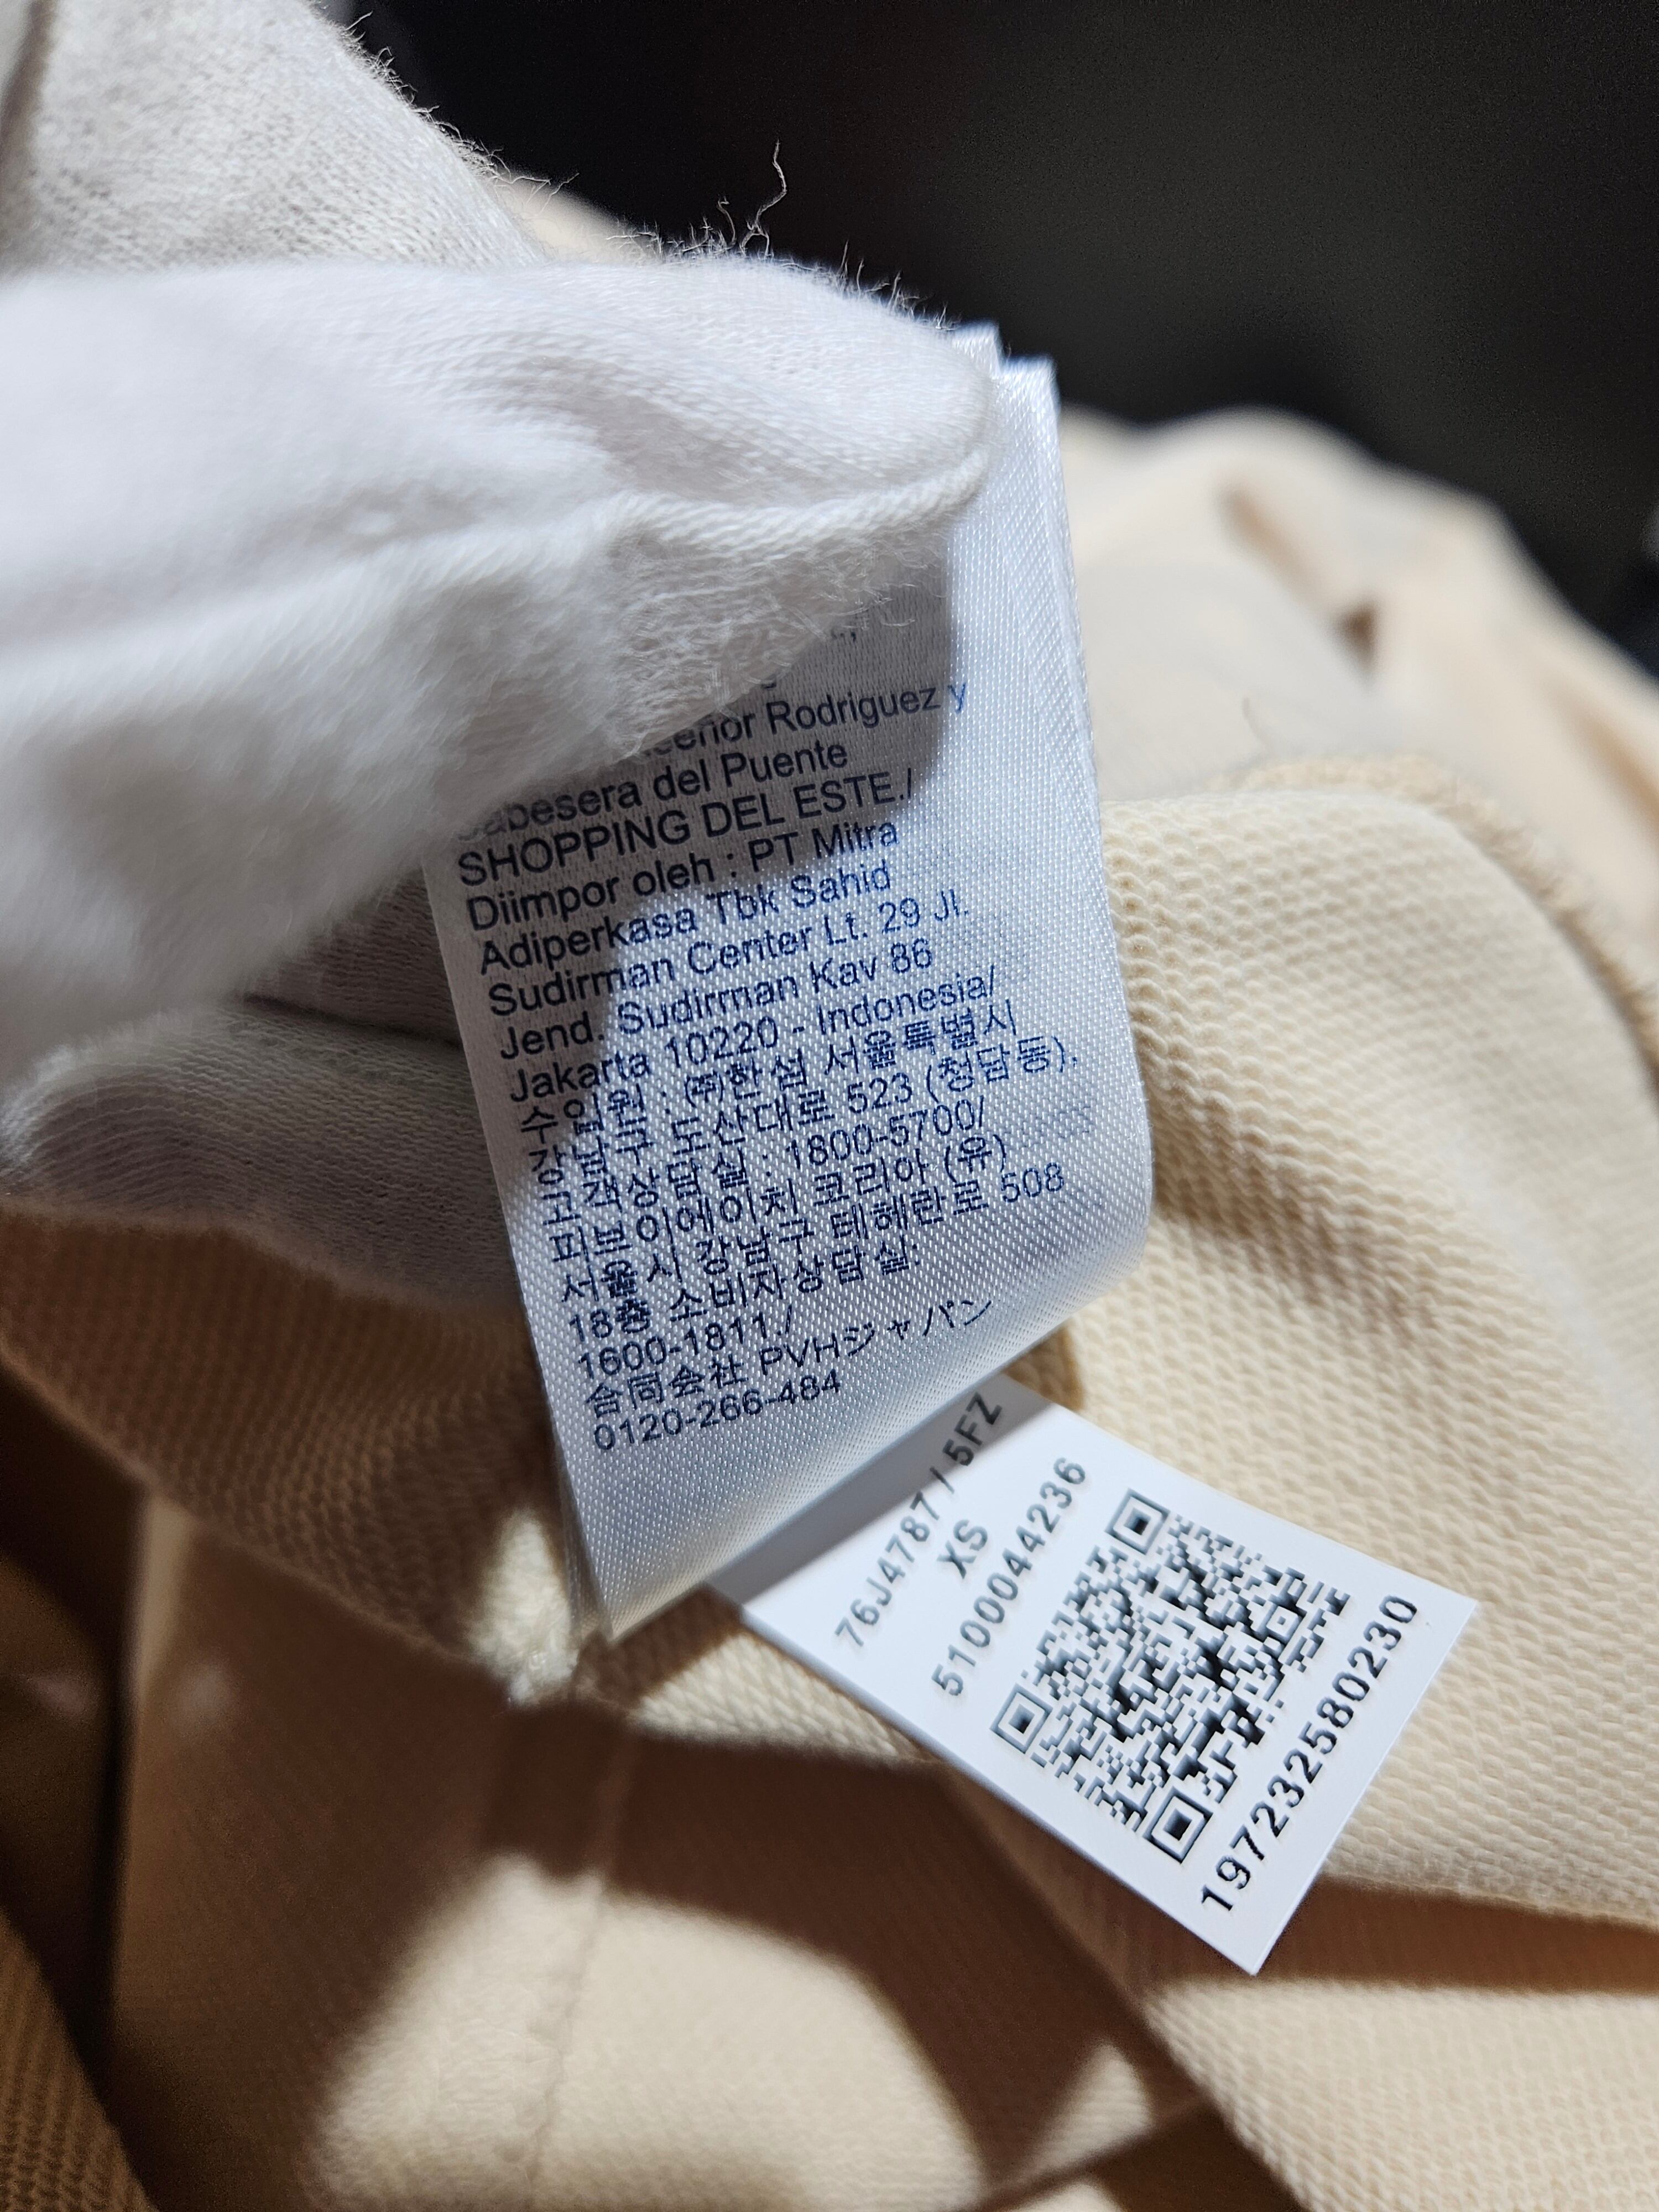 Rodriguez y
del Puente
SHOPPING DEL ESTE./
Diimpor oleh : PT Mitra
Adiperkasa Tbk Sahid
Sudirman Center Lt. 29 Jl.
Jend. Sudirman Kav 86
Jakarta 10220 - Indonesia/
수입원 : ㈜한섬 서울특별시
강남구 도산대로 523 (청담동),
고객상담실 : 1800-5700/
피브이에이치 코리아 (유)
서울시 강남구 테헤란로 508
18층 소비자상담실:
1600-1811./
合同会社 PVHジャパン
0120-266-484
76J4787 / 5FZ
XS
5100044236
197232580230